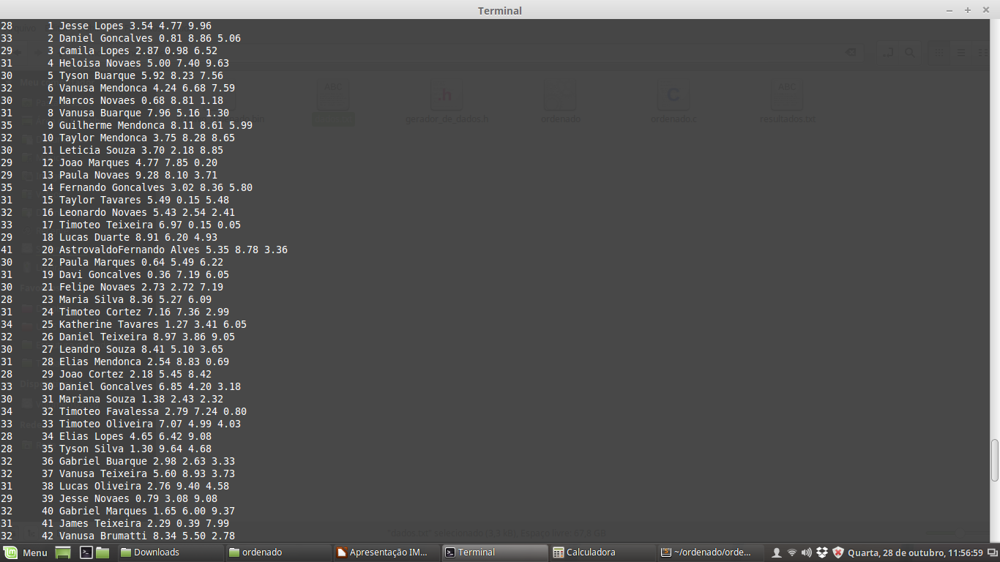 Terminal
28 1 Jesse Lopes 3.54 4.77 9.96
33 2 Daniel Goncalves 0.81 8.86 5.06
29 3 Camila Lopes 2.87 0.98 6.52
31 4 Heloisa Novaes 5.00 7.40 9.63
30 5 Tyson Buarque 5.92 8.23 7.56
32 6 Vanusa Mendonca 4.24 6.68 7.59
30 7 Marcos Novaes 0.68 8.81 1.18
31 8 Vanusa Buarque 7.96 5.16 1.30
35 9 Guilherme Mendonca 8.11 8.61 5.99
32 10 Taylor Mendonca 3.75 8.28 8.65
30 11 Leticia Souza 3.70 2.18 8.85
29 12 Joao Marques 4.77 7.85 0.20
29 13 Paula Novaes 9.28 8.10 3.71
35 14 Fernando Goncalves 3.02 8.36 5.80
31 15 Taylor Tavares 5.49 0.15 5.48
32 16 Leonardo Novaes 5.43 2.54 2.41
33 17 Timoteo Teixeira 6.97 0.15 0.05
29 18 Lucas Duarte 8.91 6.20 4.93
41 20 AstrovaldoFernando Alves 5.35 8.78 3.36
30 22 Paula Marques 0.64 5.49 6.22
31 19 Davi Goncalves 0.36 7.19 6.05
30 21 Felipe Novaes 2.73 2.72 7.19
28 23 Maria Silva 8.36 5.27 6.09
31 24 Timoteo Cortez 7.16 7.36 2.99
34 25 Katherine Tavares 1.27 3.41 6.05
32 26 Daniel Teixeira 8.97 3.86 9.05
30 27 Leandro Souza 8.41 5.10 3.65
31 28 Elias Mendonca 2.54 8.83 0.69
28 29 Joao Cortez 2.18 5.45 8.42
33 30 Daniel Goncalves 6.85 4.20 3.18
30 31 Mariana Souza 1.38 2.43 2.32
34 32 Timoteo Favalessa 2.79 7.24 0.80
33 33 Timoteo Oliveira 7.07 4.99 4.03
28 34 Elias Lopes 4.65 6.42 9.08
28 35 Tyson Silva 1.30 9.64 4.68
32 36 Gabriel Buarque 2.98 2.63 3.33
32 37 Vanusa Teixeira 5.60 8.93 3.73
31 38 Lucas Oliveira 2.76 9.40 4.58
29 39 Jesse Novaes 0.79 3.08 9.08
32 40 Gabriel Marques 1.65 6.00 9.37
31 41 James Teixeira 2.29 0.39 7.99
32 42 Vanusa Brumatti 8.34 5.50 2.78
ABC .h C ABC
gerador_de_dados.h ordenado ordenado.c resultados.txt
Menu Downloads ordenado Apresentação IM... Terminal Calculadora ~/ordenado/orde... Quarta, 28 de outubro, 11:56:59